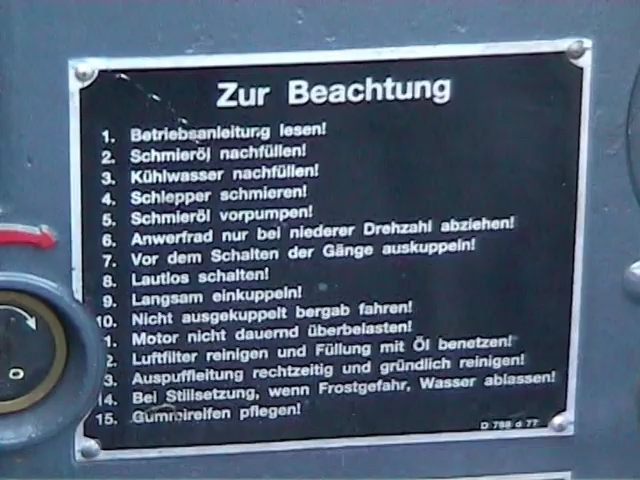 Zur Beachtung
1. Betriebsanleitung lesen!
2. Schmieröl nachfüllen!
3. Kühlwasser nachfüllen!
4. Schlepper schmieren!
5. Schmieröl vorpumpen!
6. Anwerfrad nur bei niederer Drehzahl abziehen!
7. Vor dem Schalten der Gänge auskuppeln!
8. Lautlos schalten!
9. Langsam einkuppeln!
10. Nicht ausgekuppelt bergab fahren!
1. Motor nicht dauernd überbelasten!
2. Luftfilter reinigen und Füllung mit Öl benetzen!
3. Auspuffleitung rechtzeitig und gründlich reinigen!
14. Bei Stillsetzung, wenn Frostgefahr, Wasser ablassen!
15. Gummireifen pflegen!
D 798 d 77
O